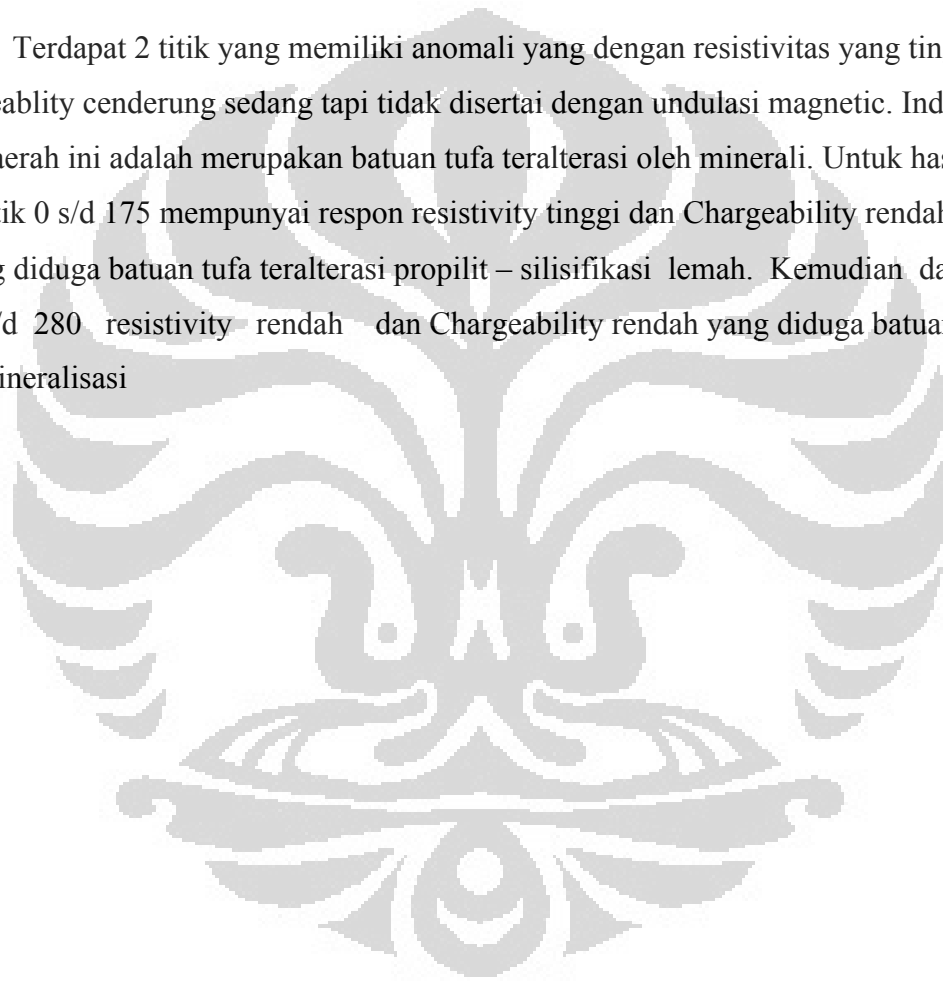 Terdapat 2 titik yang memiliki anomali yang dengan resistivitas yang tin
eablity cenderung sedang tapi tidak disertai dengan undulasi magnetic. Ind
aerah ini adalah merupakan batuan tufa teralterasi oleh minerali. Untuk has
tik 0 s/d 175 mempunyai respon resistivity tinggi dan Chargeability rendah
g diduga batuan tufa teralterasi propilit – silisifikasi lemah. Kemudian da
/d 280 resistivity rendah dan Chargeability rendah yang diduga batuan
ineralisasi